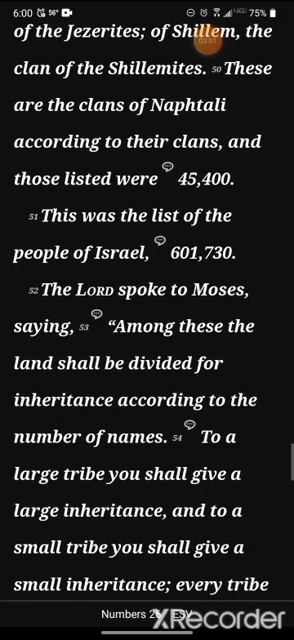 6:00 56° 75%
03:01
of the Jezerites; of Shillem, the
clan of the Shillemites. 50 These
are the clans of Naphtali
according to their clans, and
those listed were 45,400.
51 This was the list of the
people of Israel, 601,730.
52 The LORD spoke to Moses,
saying, 53 “Among these the
land shall be divided for
inheritance according to the
number of names. 54 To a
large tribe you shall give a
large inheritance, and to a
small tribe you shall give a
small inheritance; every tribe
Numbers 26 ESV
XRecorder